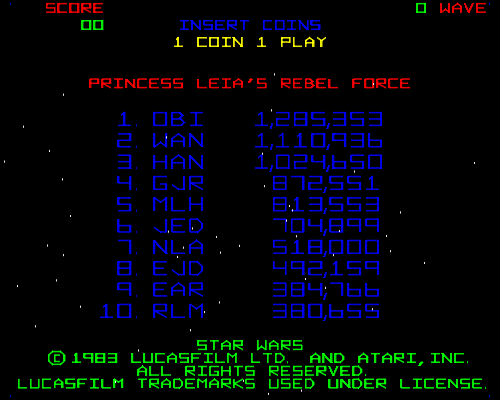 SCORE 0 WAVE
00 INSERT COINS
1 COIN 1 PLAY
PRINCESS LEIA'S REBEL FORCE
1. OBI 1,285,353
2. WAN 1,110,936
3. HAN 1,024,650
4. GJR 872,551
5. MLH 813,553
6. JED 704,899
7. NLA 518,000
8. EJD 492,159
9. EAR 384,766
10. RLM 380,655
STAR WARS
© 1983 LUCASFILM LTD. AND ATARI, INC.
ALL RIGHTS RESERVED.
LUCASFILM TRADEMARKS USED UNDER LICENSE.